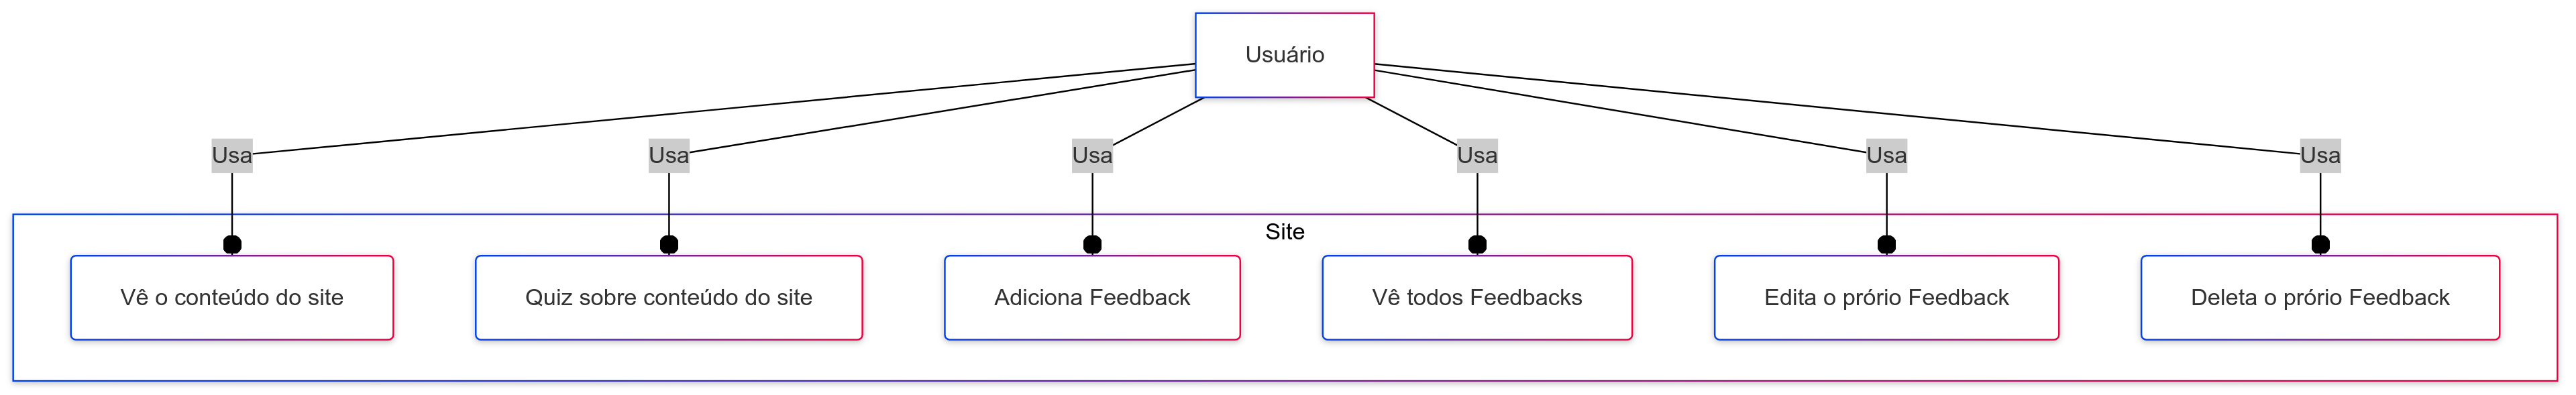 Usuário
Usa
Usa
Usa
Usa
Usa
Usa
Site
Vê o conteúdo do site
Quiz sobre conteúdo do site
Adiciona Feedback
Vê todos Feedbacks
Edita o prório Feedback
Deleta o prório Feedback